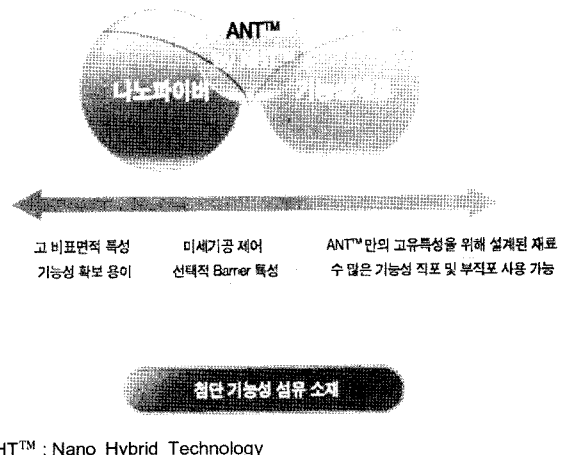 ANT™
나노파이버
고 비표면적 특성
기능성 확보 용이
미세기공 제어
선택적 Barrier 특성
ANT™만의 고유특성을 위해 설계된 재료
수 많은 기능성 직포 및 부직포 사용 가능
첨단 기능성 섬유 소재
HT™ : Nano Hybrid Technology